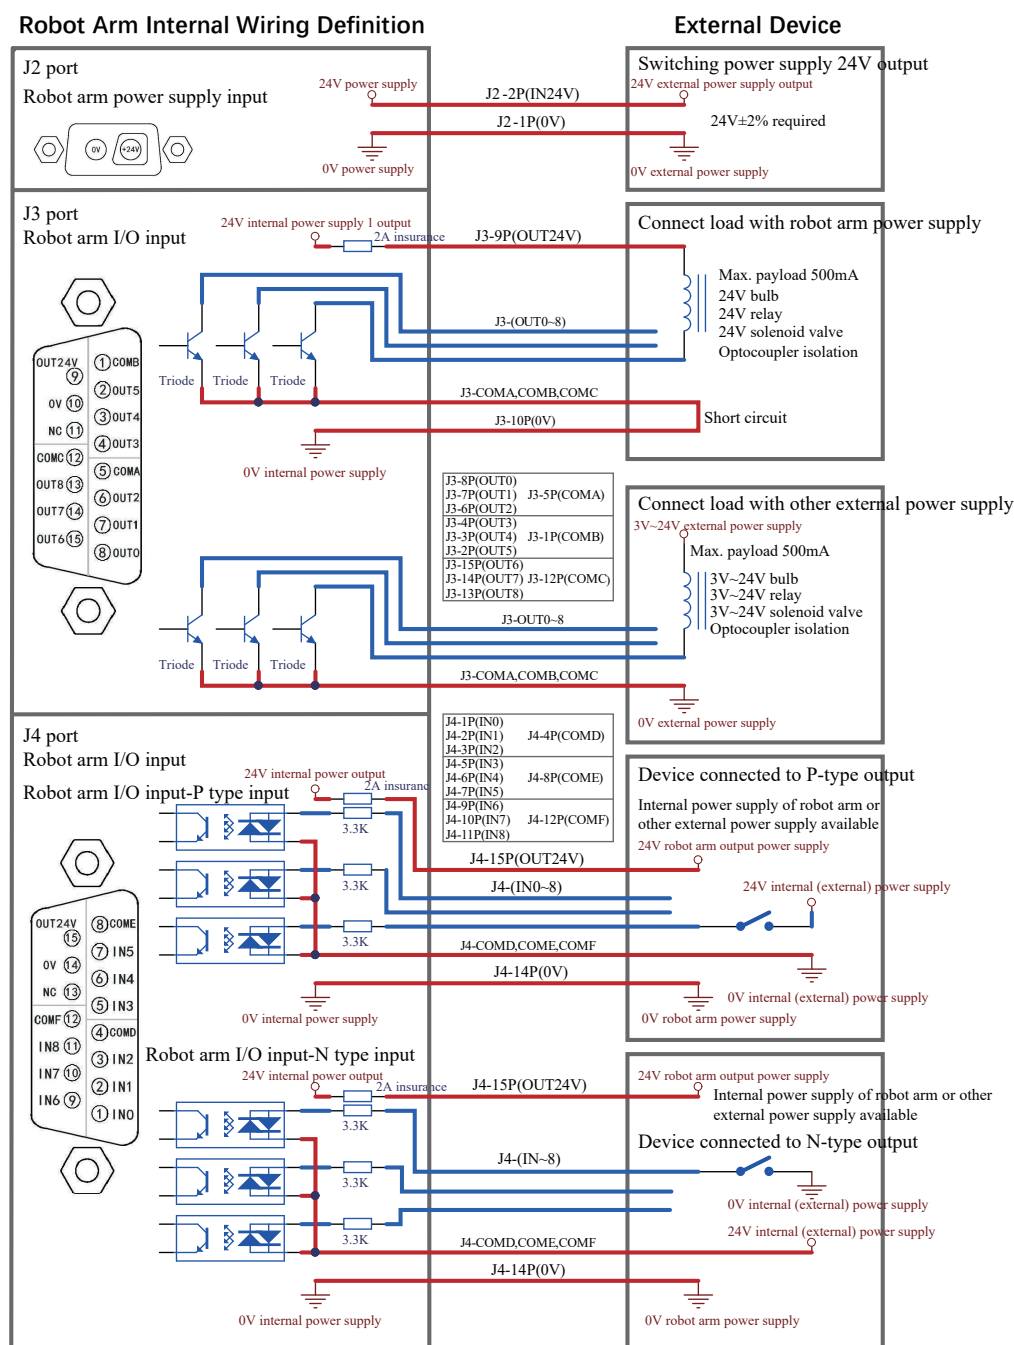 Robot Arm Internal Wiring Definition
External Device
J2 port
Robot arm power supply input
0V
+24V
24V power supply
0V power supply
J2-2P(IN24V)
J2-1P(0V)
Switching power supply 24V output
24V external power supply output
24V±2% required
0V external power supply
J3 port
Robot arm I/O input
24V internal power supply 1 output
2A insurance
J3-9P(OUT24V)
Connect load with robot arm power supply
Max. payload 500mA
24V bulb
24V relay
24V solenoid valve
Optocoupler isolation
J3-(OUT0~8)
Triode
Triode
Triode
J3-COMA,COMB,COMC
J3-10P(0V)
Short circuit
0V internal power supply
OUT24V
9
1 COMB
2 OUT5
0V 10
3 OUT4
NC 11
4 OUT3
COMC 12
5 COMA
OUT8 13
6 OUT2
OUT7 14
7 OUT1
OUT6 15
8 OUT0
J3-8P(OUT0)
J3-7P(OUT1) J3-5P(COMA)
J3-6P(OUT2)
J3-4P(OUT3)
J3-3P(OUT4) J3-1P(COMB)
J3-2P(OUT5)
J3-15P(OUT6)
J3-14P(OUT7) J3-12P(COMC)
J3-13P(OUT8)
Connect load with other external power supply
3V~24V external power supply
Max. payload 500mA
3V~24V bulb
3V~24V relay
3V~24V solenoid valve
Optocoupler isolation
J3-OUT0~8
Triode
Triode
Triode
J3-COMA,COMB,COMC
0V external power supply
J4 port
Robot arm I/O input
24V internal power output
2A insurance
Robot arm I/O input-P type input
J4-1P(IN0)
J4-2P(IN1) J4-4P(COMD)
J4-3P(IN2)
J4-5P(IN3)
J4-6P(IN4) J4-8P(COME)
J4-7P(IN5)
J4-9P(IN6)
J4-10P(IN7) J4-12P(COMF)
J4-11P(IN8)
Device connected to P-type output
Internal power supply of robot arm or
other external power supply available
24V robot arm output power supply
3.3K
3.3K
3.3K
J4-15P(OUT24V)
J4-(IN0~8)
24V internal (external) power supply
J4-COMD,COME,COMF
J4-14P(0V)
0V internal (external) power supply
0V internal power supply
0V robot arm power supply
OUT24V
15
8 COME
7 IN5
0V 14
6 IN4
NC 13
5 IN3
COMF 12
4 COMD
IN8 11
3 IN2
IN7 10
2 IN1
IN6 9
1 IN0
Robot arm I/O input-N type input
24V internal power output
2A insurance
3.3K
3.3K
3.3K
J4-15P(OUT24V)
24V robot arm output power supply
Internal power supply of robot arm or other
external power supply available
Device connected to N-type output
J4-(IN~8)
0V internal (external) power supply
24V internal (external) power supply
J4-COMD,COME,COMF
J4-14P(0V)
0V internal power supply
0V robot arm power supply